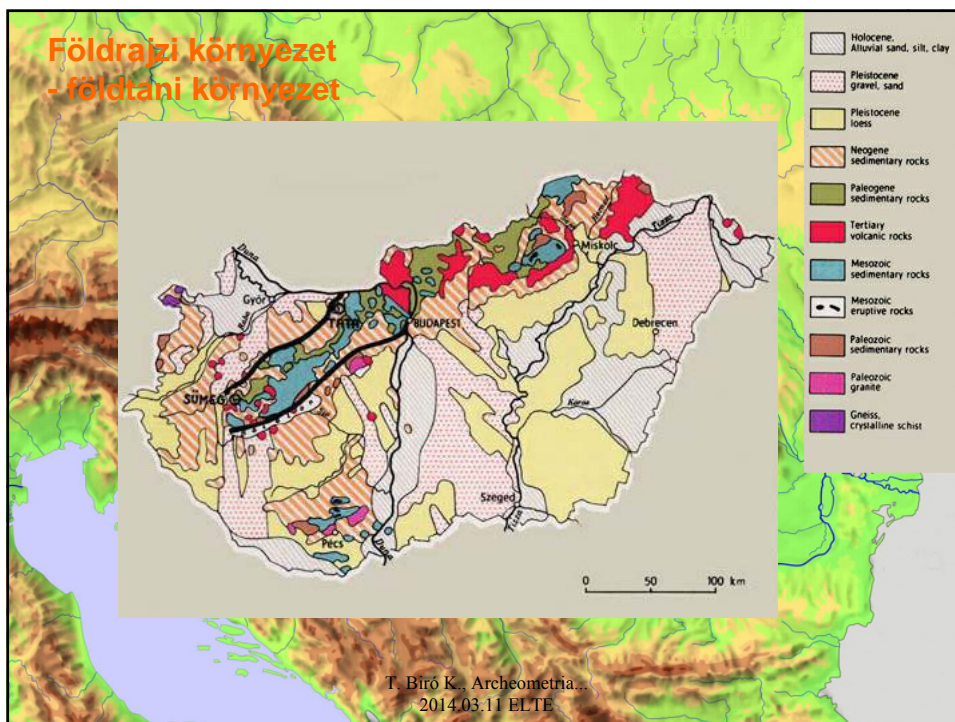 Földrajzi környezet
- földtani környezet
Holocene,
Alluvial sand, silt, clay
Pleistocene
gravel, sand
Pleistocene
loess
Neogene
sedimentary rocks
Paleogene
sedimentary rocks
Tertiary
volcanic rocks
Mesozoic
sedimentary rocks
Mesozoic
eruptive rocks
Paleozoic
sedimentary rocks
Paleozoic
granite
Gneiss,
crystalline schist
Miskolc
Tisza
Duna
Győr
Rába
TATA
BUDAPEST
Debrecen
SÜMEG
Sió
Körös
Szeged
Tisza
Pécs
Duna
0 50 100 km
T. Biró K., Archeometria...
2014.03.11 ELTE